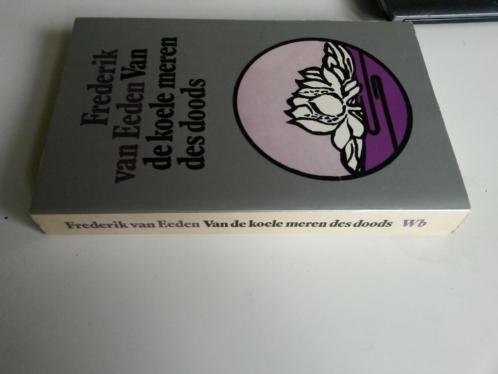 Frederik
van Eeden Van
de koele meren
des doods
Frederik van Eeden Van de koele meren des doods Wb